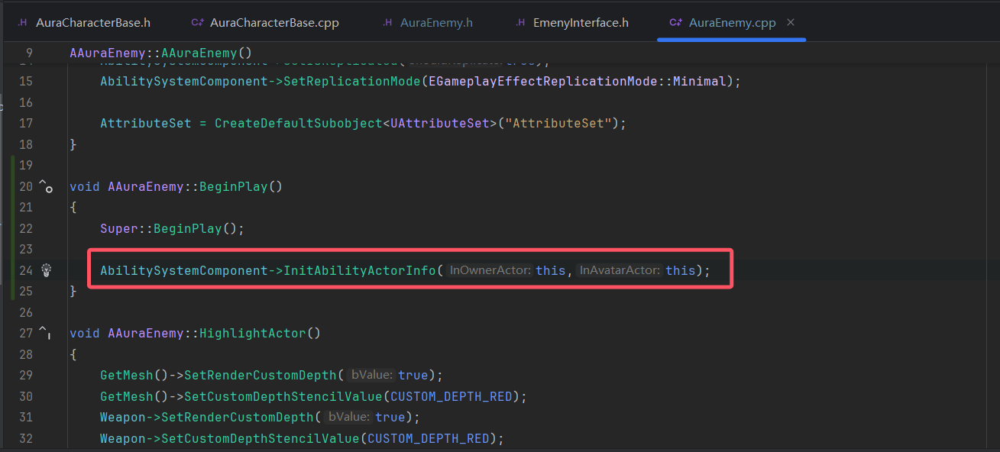 .H AuraCharacterBase.h C++ AuraCharacterBase.cpp .H AuraEnemy.h .H EmenyInterface.h C++ AuraEnemy.cpp
9 AAuraEnemy::AAuraEnemy()
15 AbilitySystemComponent->SetReplicationMode(EGameplayEffectReplicationMode::Minimal);
16
17 AttributeSet = CreateDefaultSubobject<UAttributeSet>("AttributeSet");
18 }
19
20 void AAuraEnemy::BeginPlay()
21 {
22 Super::BeginPlay();
23
24 AbilitySystemComponent->InitAbilityActorInfo( InOwnerActor: this, InAvatarActor: this);
25 }
26
27 void AAuraEnemy::HighlightActor()
28 {
29 GetMesh()->SetRenderCustomDepth( bValue: true);
30 GetMesh()->SetCustomDepthStencilValue(CUSTOM_DEPTH_RED);
31 Weapon->SetRenderCustomDepth( bValue: true);
32 Weapon->SetCustomDepthStencilValue(CUSTOM_DEPTH_RED);